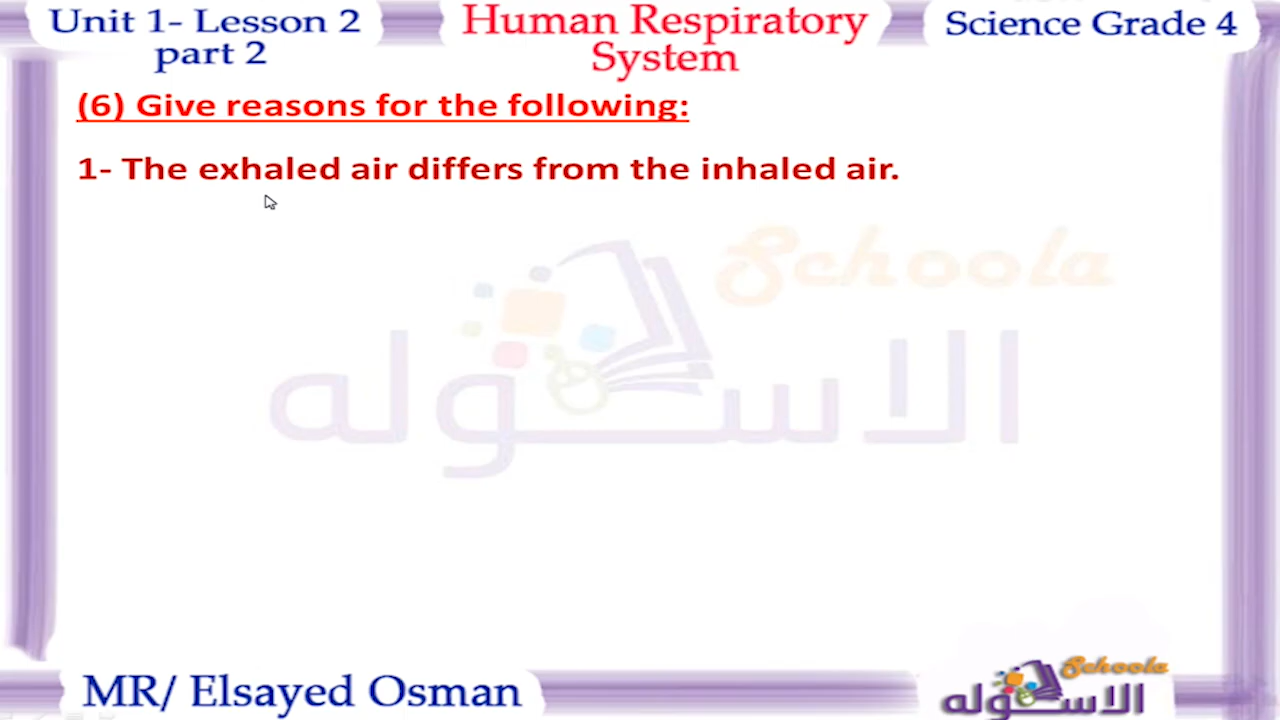 Unit 1- Lesson 2
part 2
Human Respiratory
System
Science Grade 4
(6) Give reasons for the following:
1- The exhaled air differs from the inhaled air.
Schoola
الاسكوله
MR/ Elsayed Osman
Schoola
الاسكوله